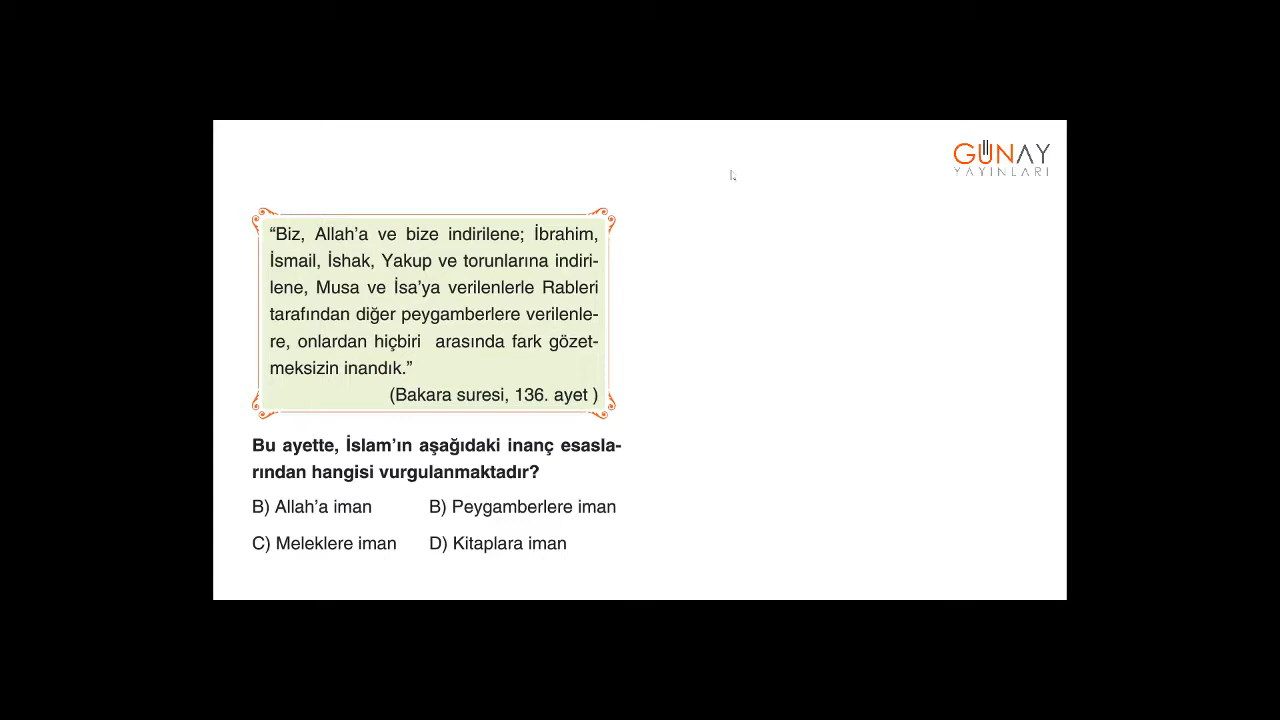 GÜNAY
YAYINLARI
“Biz, Allah’a ve bize indirilene; İbrahim,
İsmail, İshak, Yakup ve torunlarına indiri-
lene, Musa ve İsa’ya verilenlerle Rableri
tarafından diğer peygamberlere verilenle-
re, onlardan hiçbiri arasında fark gözet-
meksizin inandık.”
(Bakara suresi, 136. ayet )
Bu ayette, İslam’ın aşağıdaki inanç esasla-
rından hangisi vurgulanmaktadır?
B) Allah’a iman B) Peygamberlere iman
C) Meleklere iman D) Kitaplara iman